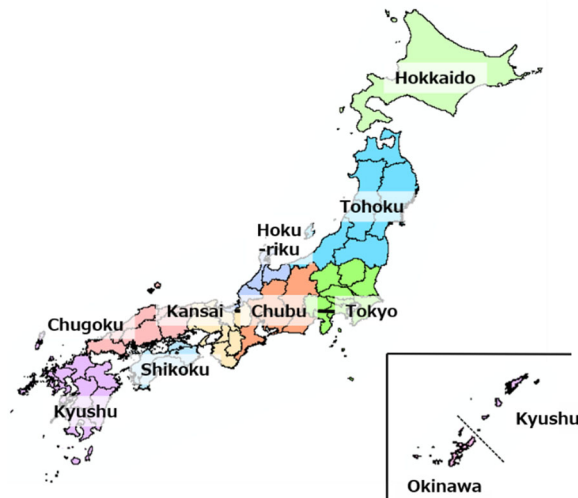 Hokkaido
Tohoku
Hoku
-riku
Kansai
Chubu
Tokyo
Chugoku
Shikoku
Kyushu
Kyushu
Okinawa